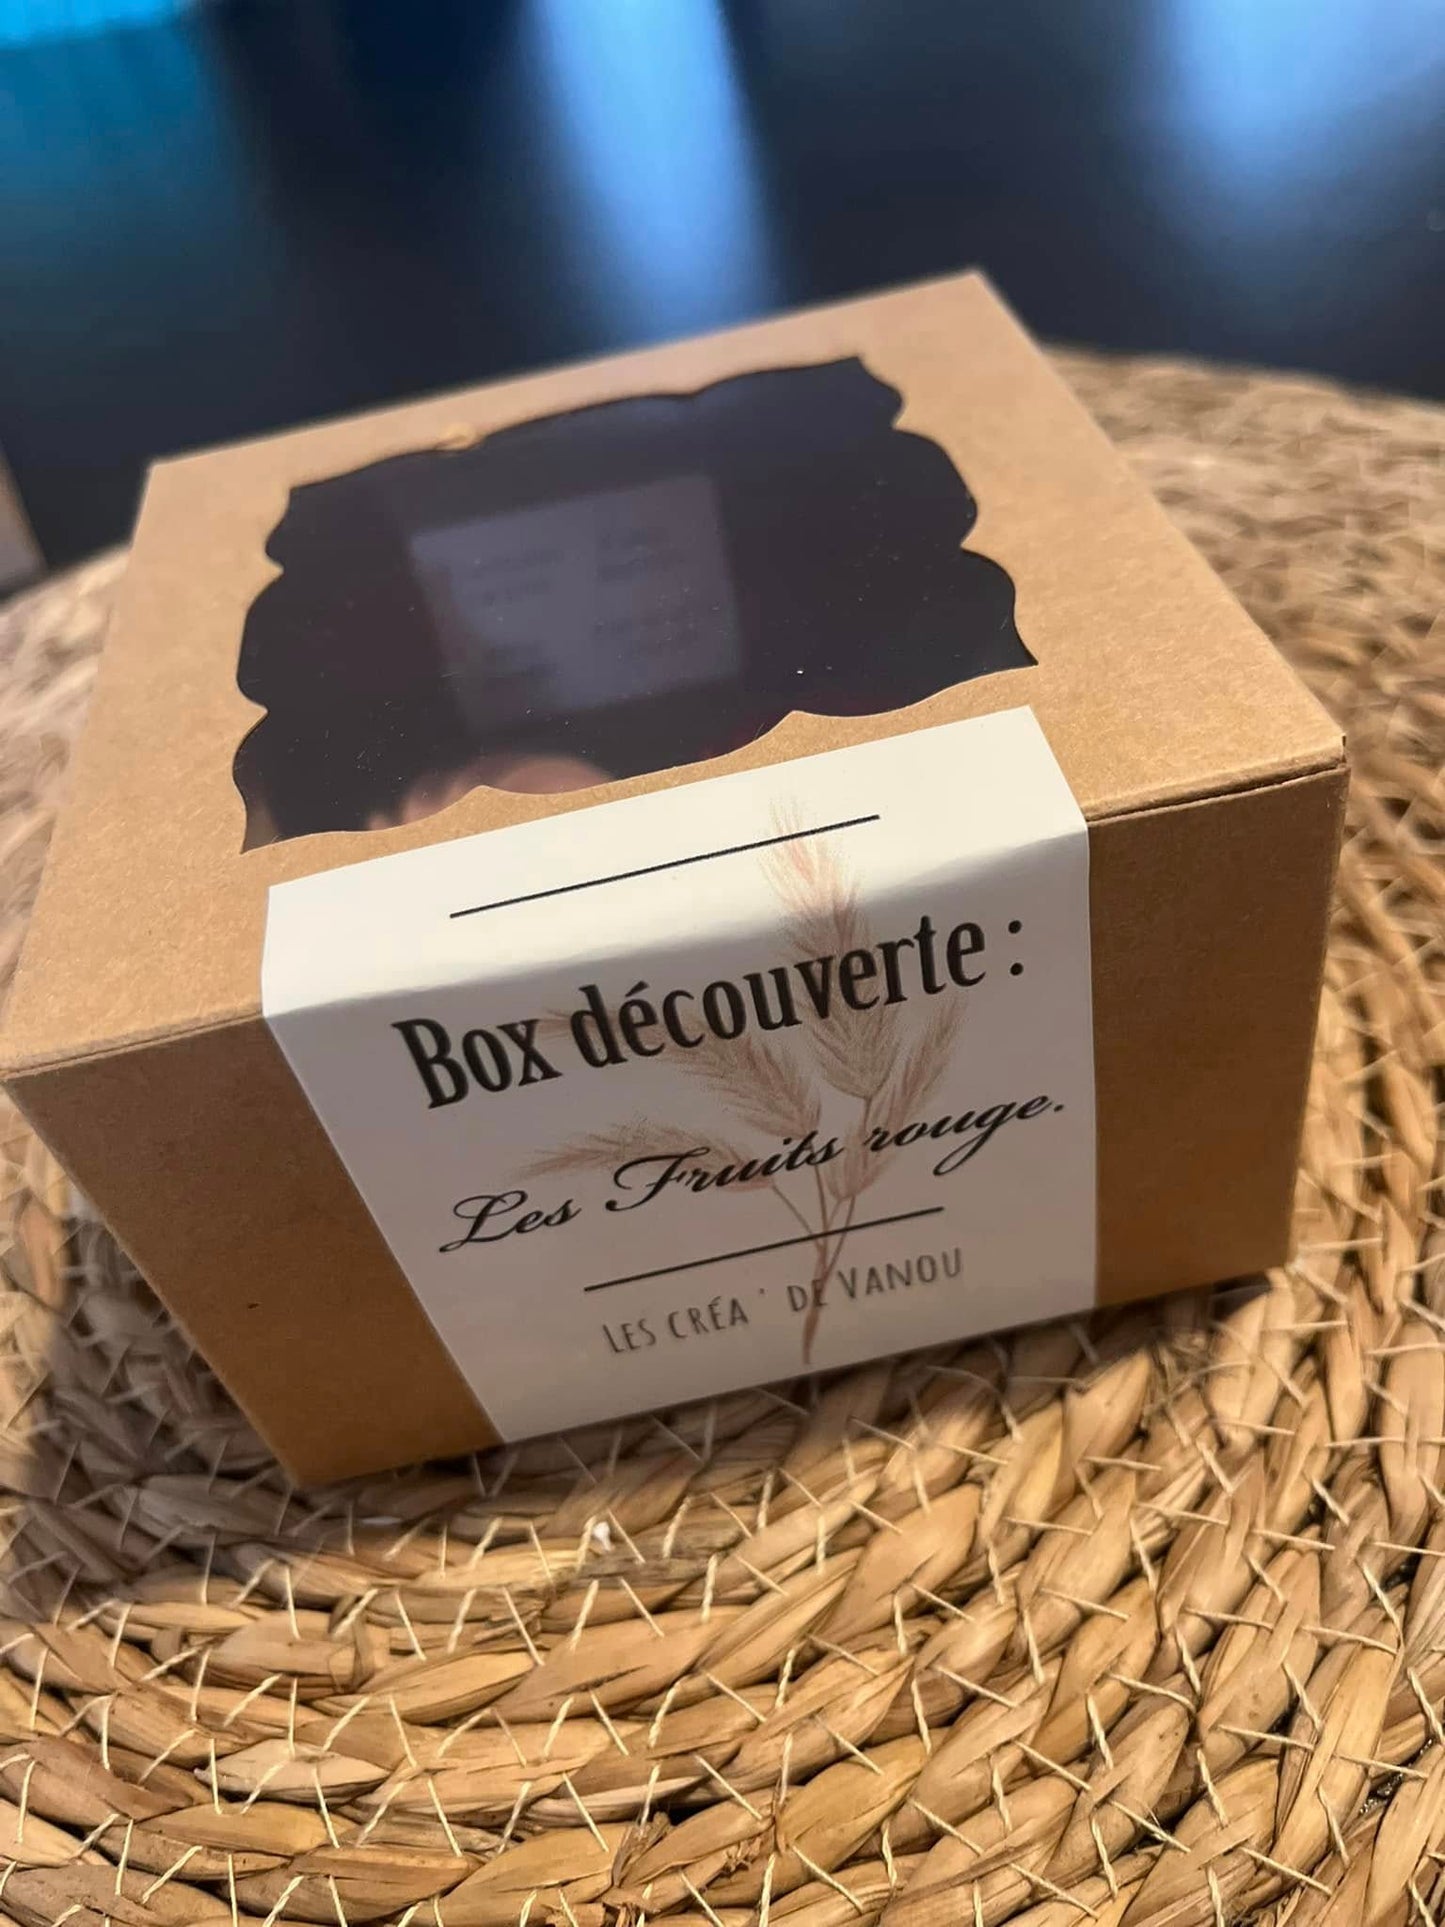 Box découverte :
Les Fruits rouge.
LES CRÉA ' DE VANOU